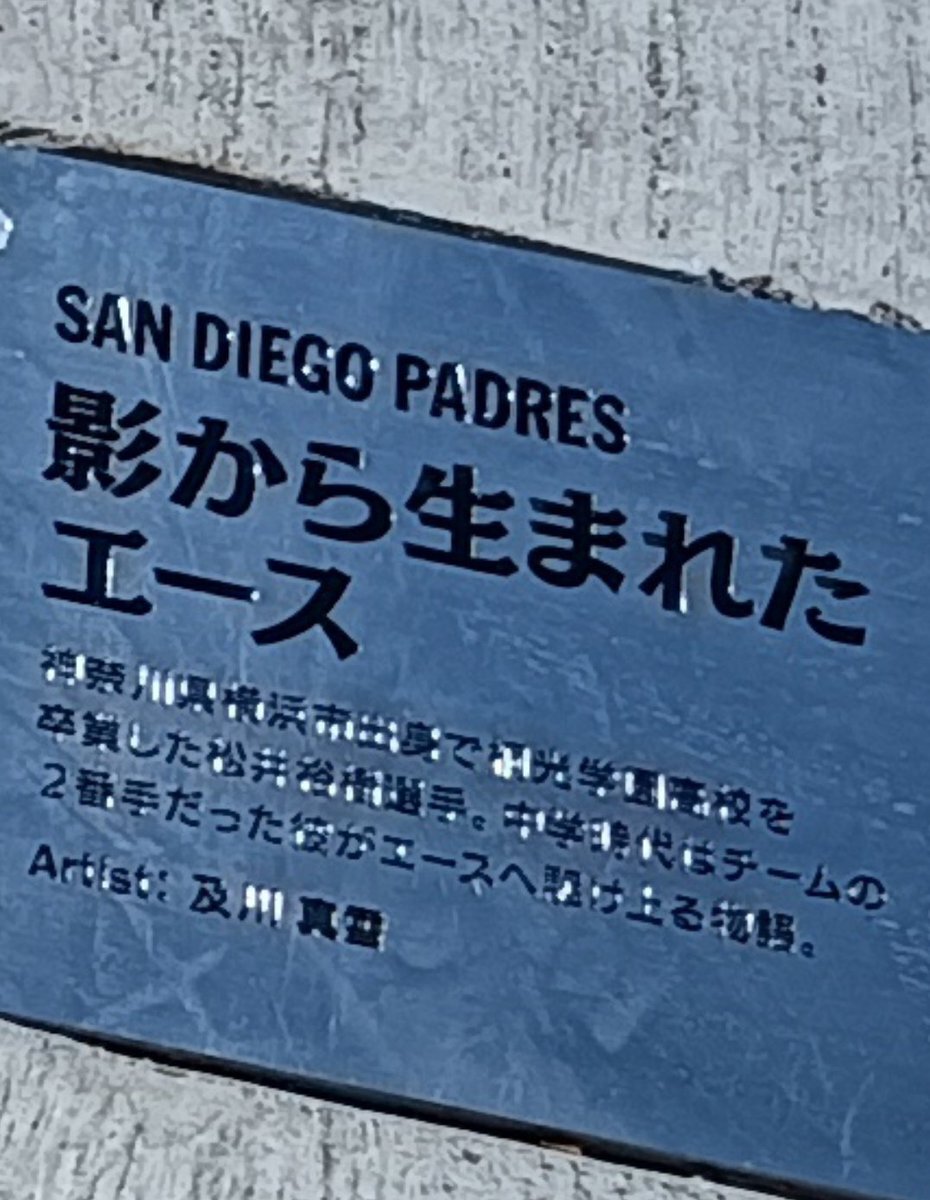 SAN DIEGO PADRES
影から生まれた
エース
神奈川県横浜市出身で桐光学園高校を
卒業した松井裕樹選手。中学時代はチームの
2番手だった彼がエースへ駆け上る物語。
Artist: 及川 真雪